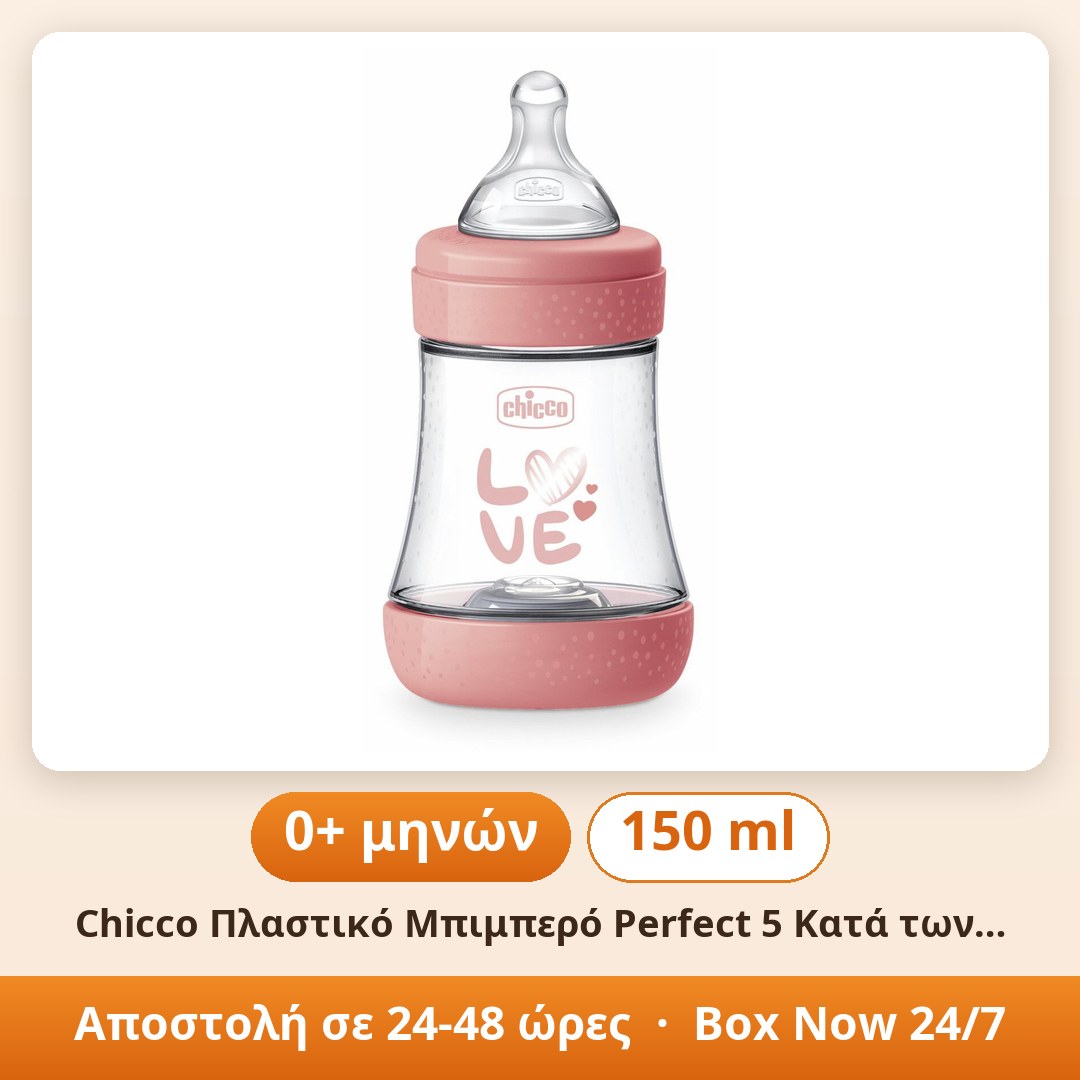 chicco
chicco
LOVE
0+ μηνών
150 ml
Chicco Πλαστικό Μπιμπερό Perfect 5 Κατά των...
Αποστολή σε 24-48 ώρες · Box Now 24/7